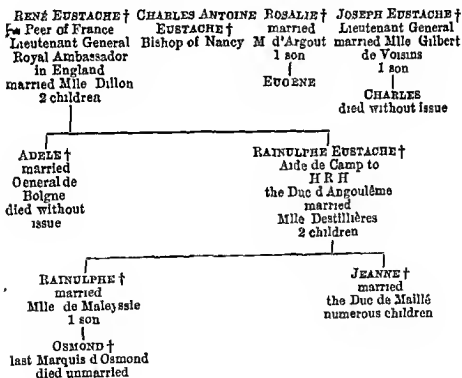 RENÉ EUSTACHE†
Peer of France
Lieutenant General
Royal Ambassador
in England
married Mlle Dillon
2 children
CHARLES ANTOINE
EUSTACHE†
Bishop of Nancy
ROSALIE†
married
M d'Argout
1 son
EUGENE
JOSEPH EUSTACHE†
Lieutenant General
married Mlle Gilbert
de Voisins
1 son
CHARLES
died without issue
ADELE†
married
General de
Boigne
died without
issue
RAINULPHE EUSTACHE†
Aide de Camp to
H R H
the Duc d Angoulême
married
Mlle Destillières
2 children
RAINULPHE†
married
Mlle de Maleyssie
1 son
OSMOND†
last Marquis d Osmond
died unmarried
JEANNE†
married
the Duc de Maillé
numerous children